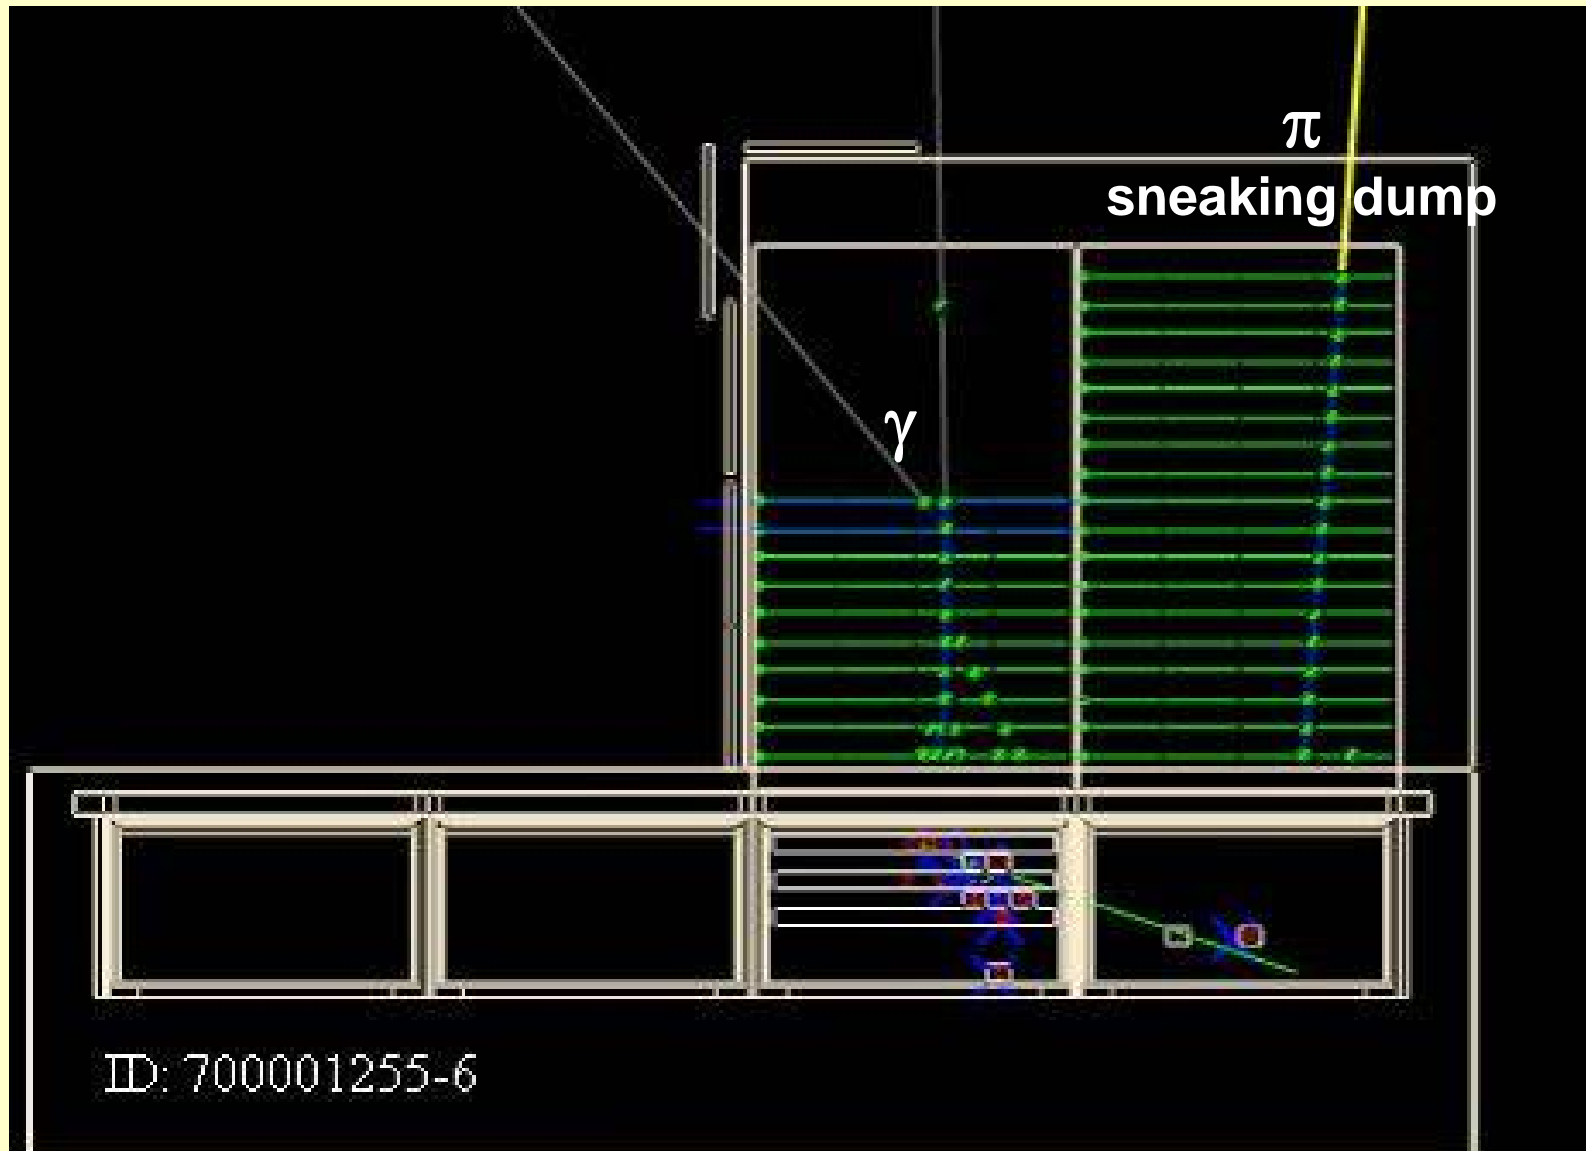 π
sneaking dump
γ
ID: 700001255-6